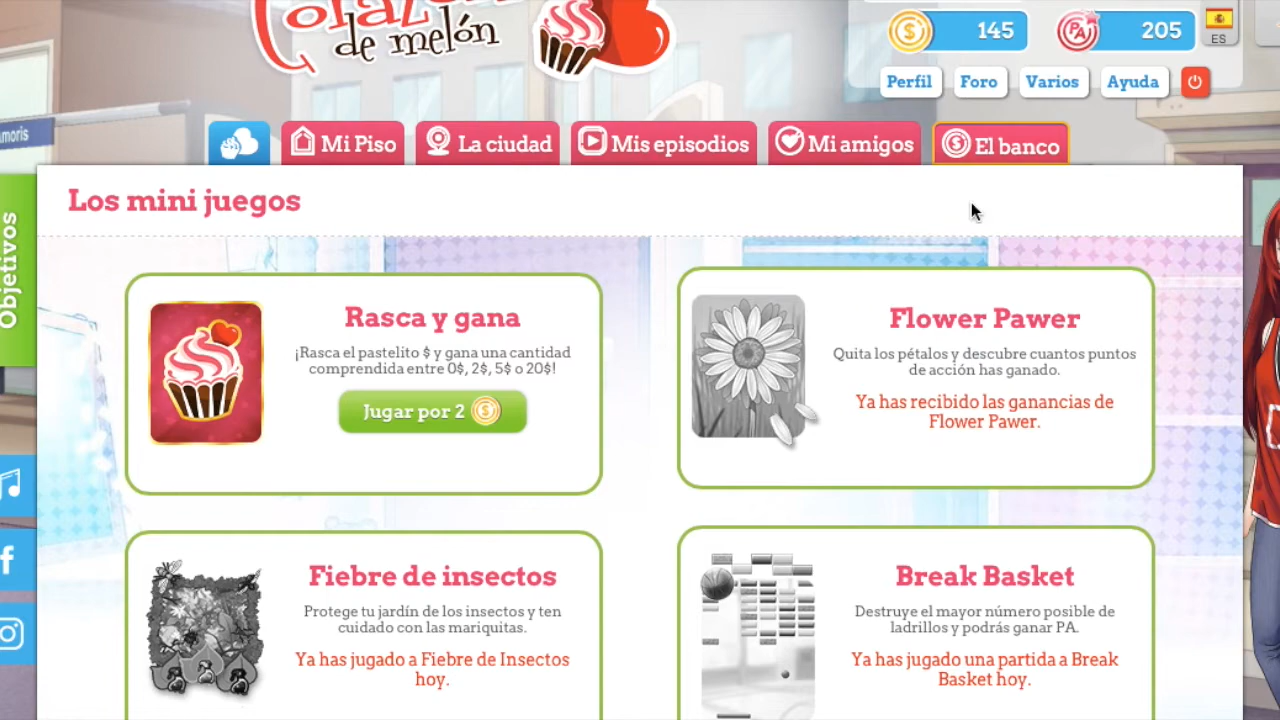 Corazón
de melón
145
205
ES
Perfil
Foro
Varios
Ayuda
amoris
Mi Piso
La ciudad
Mis episodios
Mi amigos
El banco
Objetivos
Los mini juegos
Rasca y gana
¡Rasca el pastelito $ y gana una cantidad
comprendida entre 0$, 2$, 5$ o 20$!
Jugar por 2
Flower Pawer
Quita los pétalos y descubre cuantos puntos
de acción has ganado.
Ya has recibido las ganancias de
Flower Pawer.
Fiebre de insectos
Protege tu jardín de los insectos y ten
cuidado con las mariquitas.
Ya has jugado a Fiebre de Insectos
hoy.
Break Basket
Destruye el mayor número posible de
ladrillos y podrás ganar PA.
Ya has jugado una partida a Break
Basket hoy.